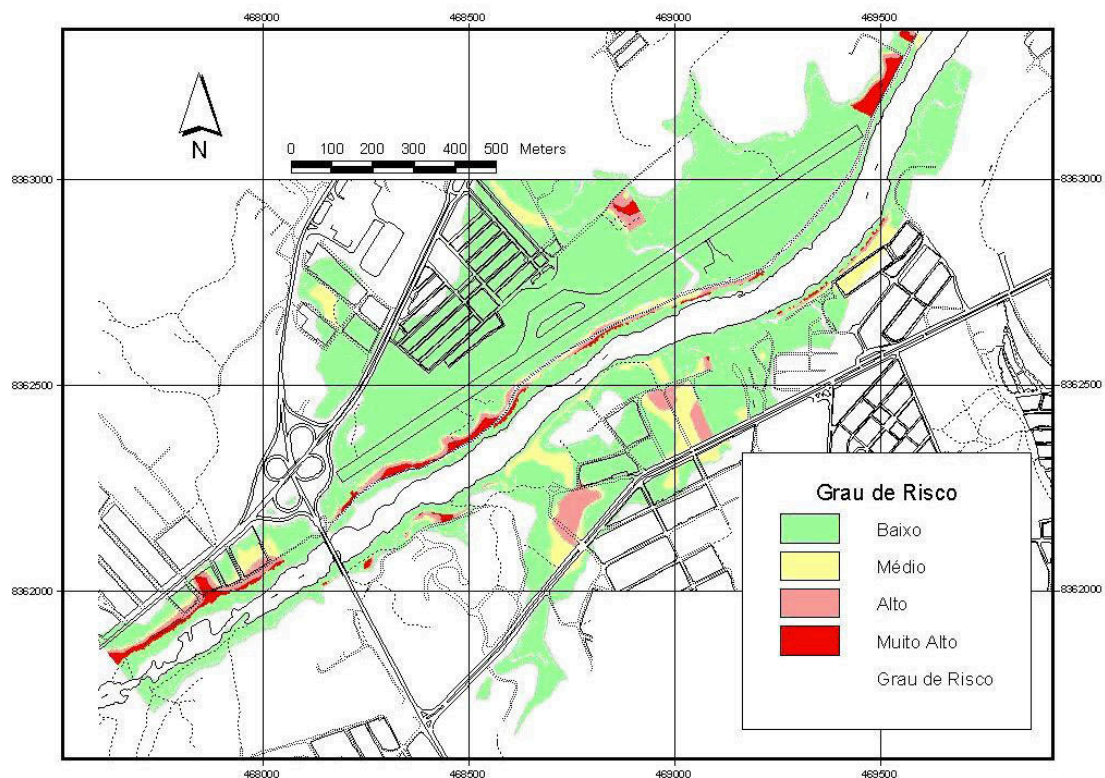 468000 468500 469000 469500
N
0 100 200 300 400 500 Meters
8363000 8363000
8362500 8362500
Grau de Risco
Baixo
Médio
Alto
Muito Alto
Grau de Risco
8362000 8362000
468000 468500 469000 469500